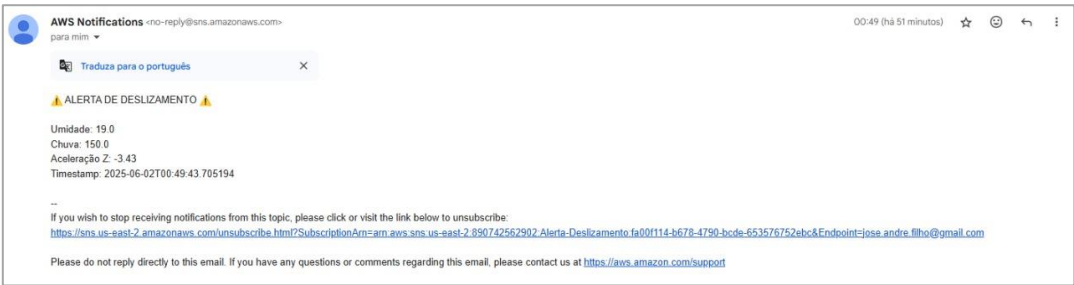 AWS Notifications <no-reply@sns.amazonaws.com>
00:49 (há 51 minutos)
para mim
Traduza para o português
⚠ ALERTA DE DESLIZAMENTO ⚠
Umidade: 19.0
Chuva: 150.0
Aceleração Z: -3.43
Timestamp: 2025-06-02T00:49:43.705194
--
If you wish to stop receiving notifications from this topic, please click or visit the link below to unsubscribe:
https://sns.us-east-2.amazonaws.com/unsubscribe.html?SubscriptionArn=arn:aws:sns:us-east-2:890742562902:Alerta-Deslizamento:fa00f114-b678-4790-bcde-653576752ebc&Endpoint=jose.andre.filho@gmail.com
Please do not reply directly to this email. If you have any questions or comments regarding this email, please contact us at https://aws.amazon.com/support